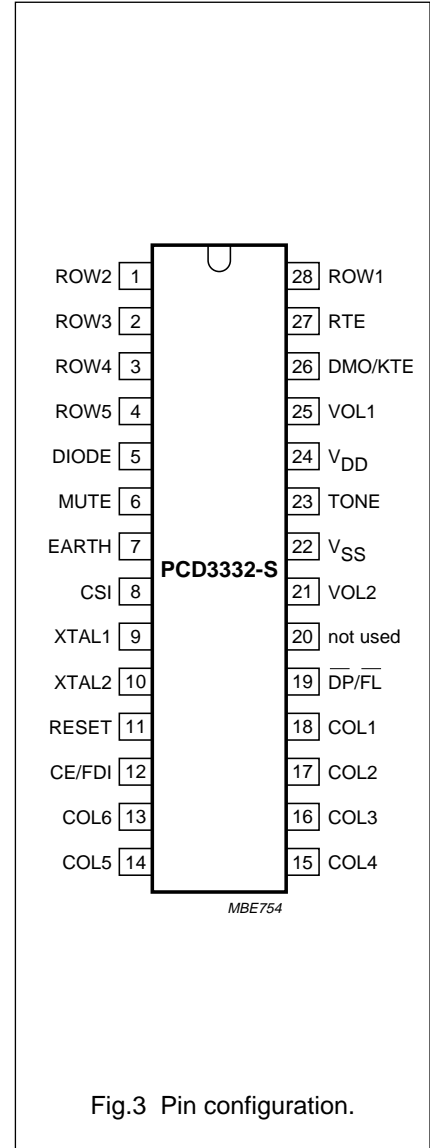 ROW2 1 28 ROW1
ROW3 2 27 RTE
ROW4 3 26 DMO/KTE
ROW5 4 25 VOL1
DIODE 5 24 VDD
MUTE 6 23 TONE
EARTH 7 22 VSS
PCD3332-S
CSI 8 21 VOL2
XTAL1 9 20 not used
XTAL2 10 19 D̅P̅/F̅L̅
RESET 11 18 COL1
CE/FDI 12 17 COL2
COL6 13 16 COL3
COL5 14 15 COL4
MBE754
Fig.3 Pin configuration.